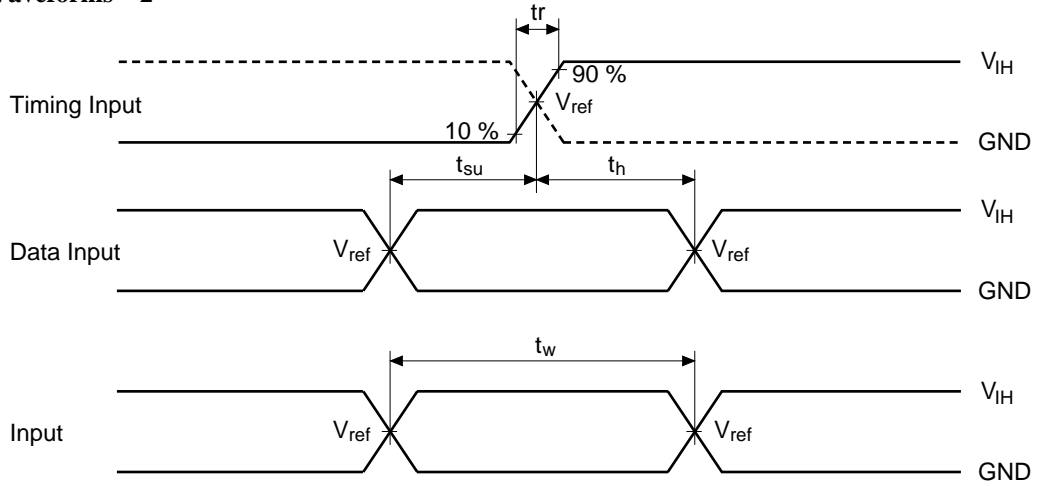 tr
V_IH
90 %
Timing Input
V_ref
10 %
GND
t_su
t_h
V_IH
Data Input
V_ref
V_ref
GND
t_w
V_IH
Input
V_ref
V_ref
GND